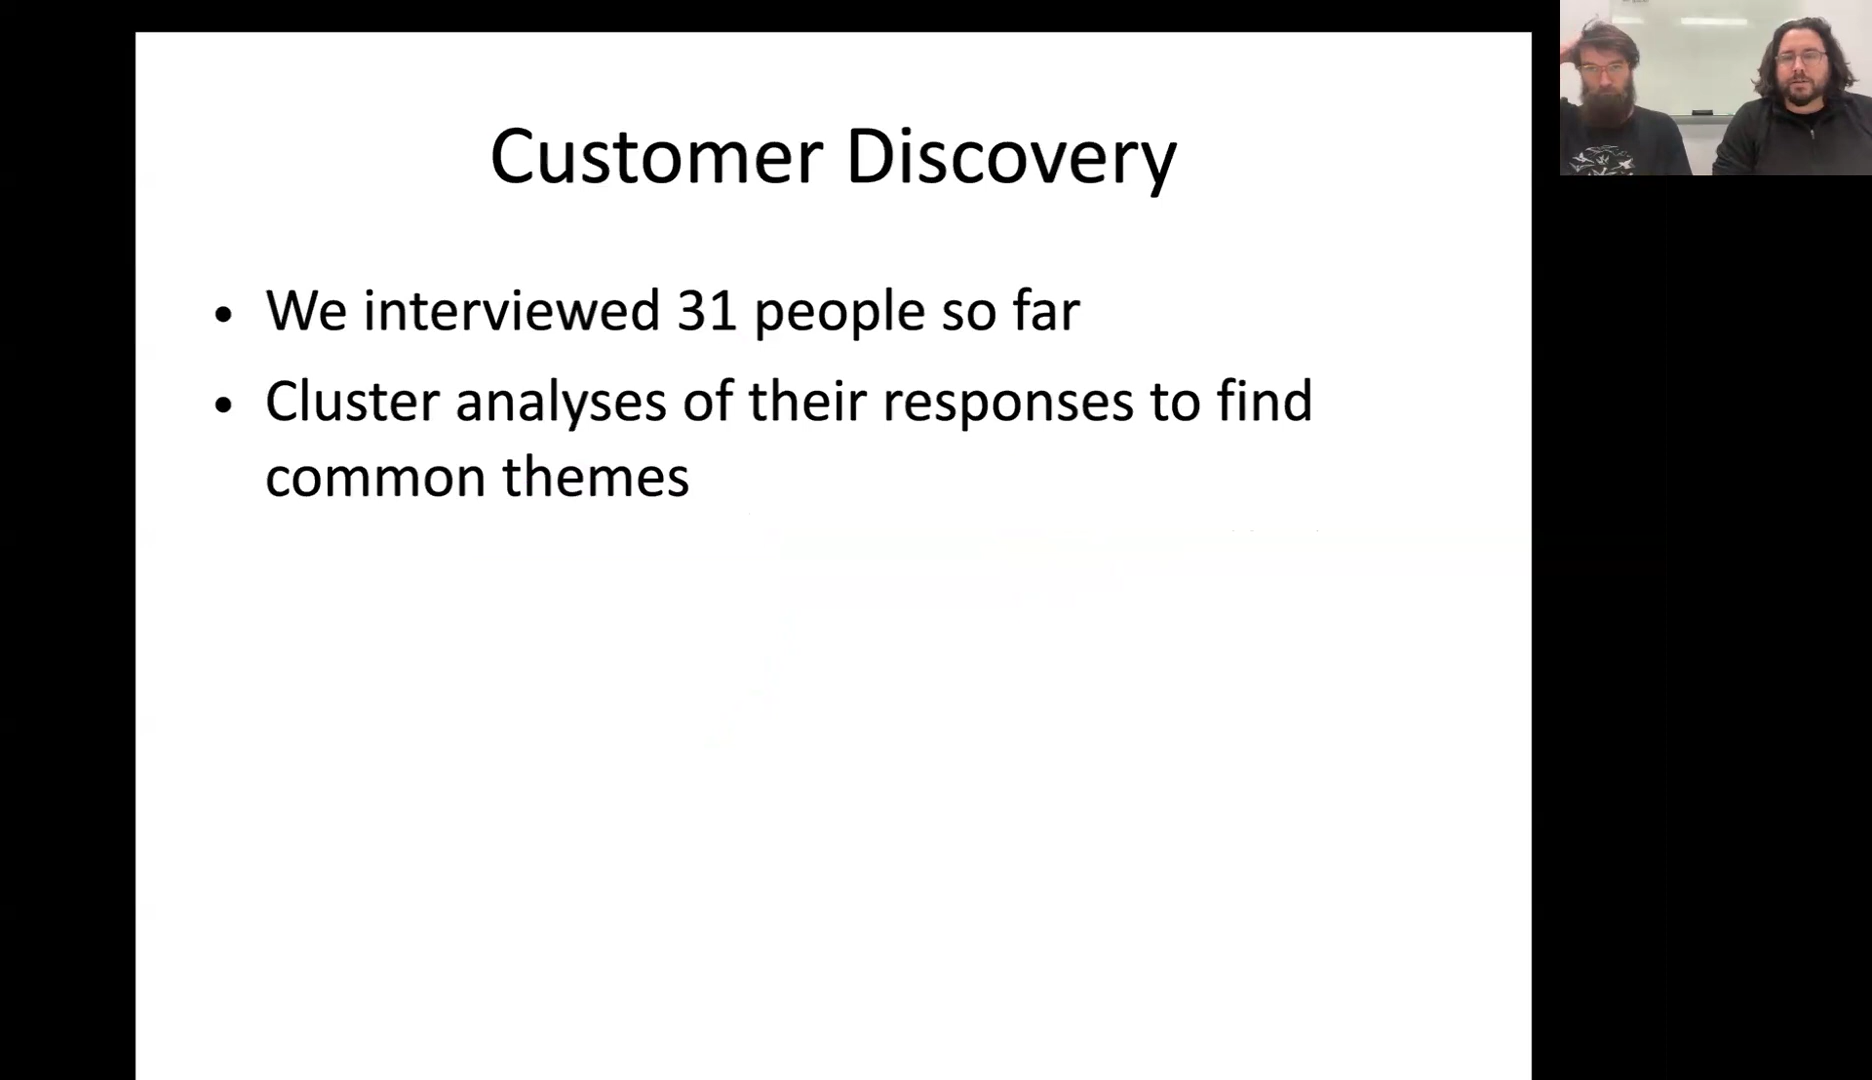 Customer Discovery
• We interviewed 31 people so far
• Cluster analyses of their responses to find
common themes